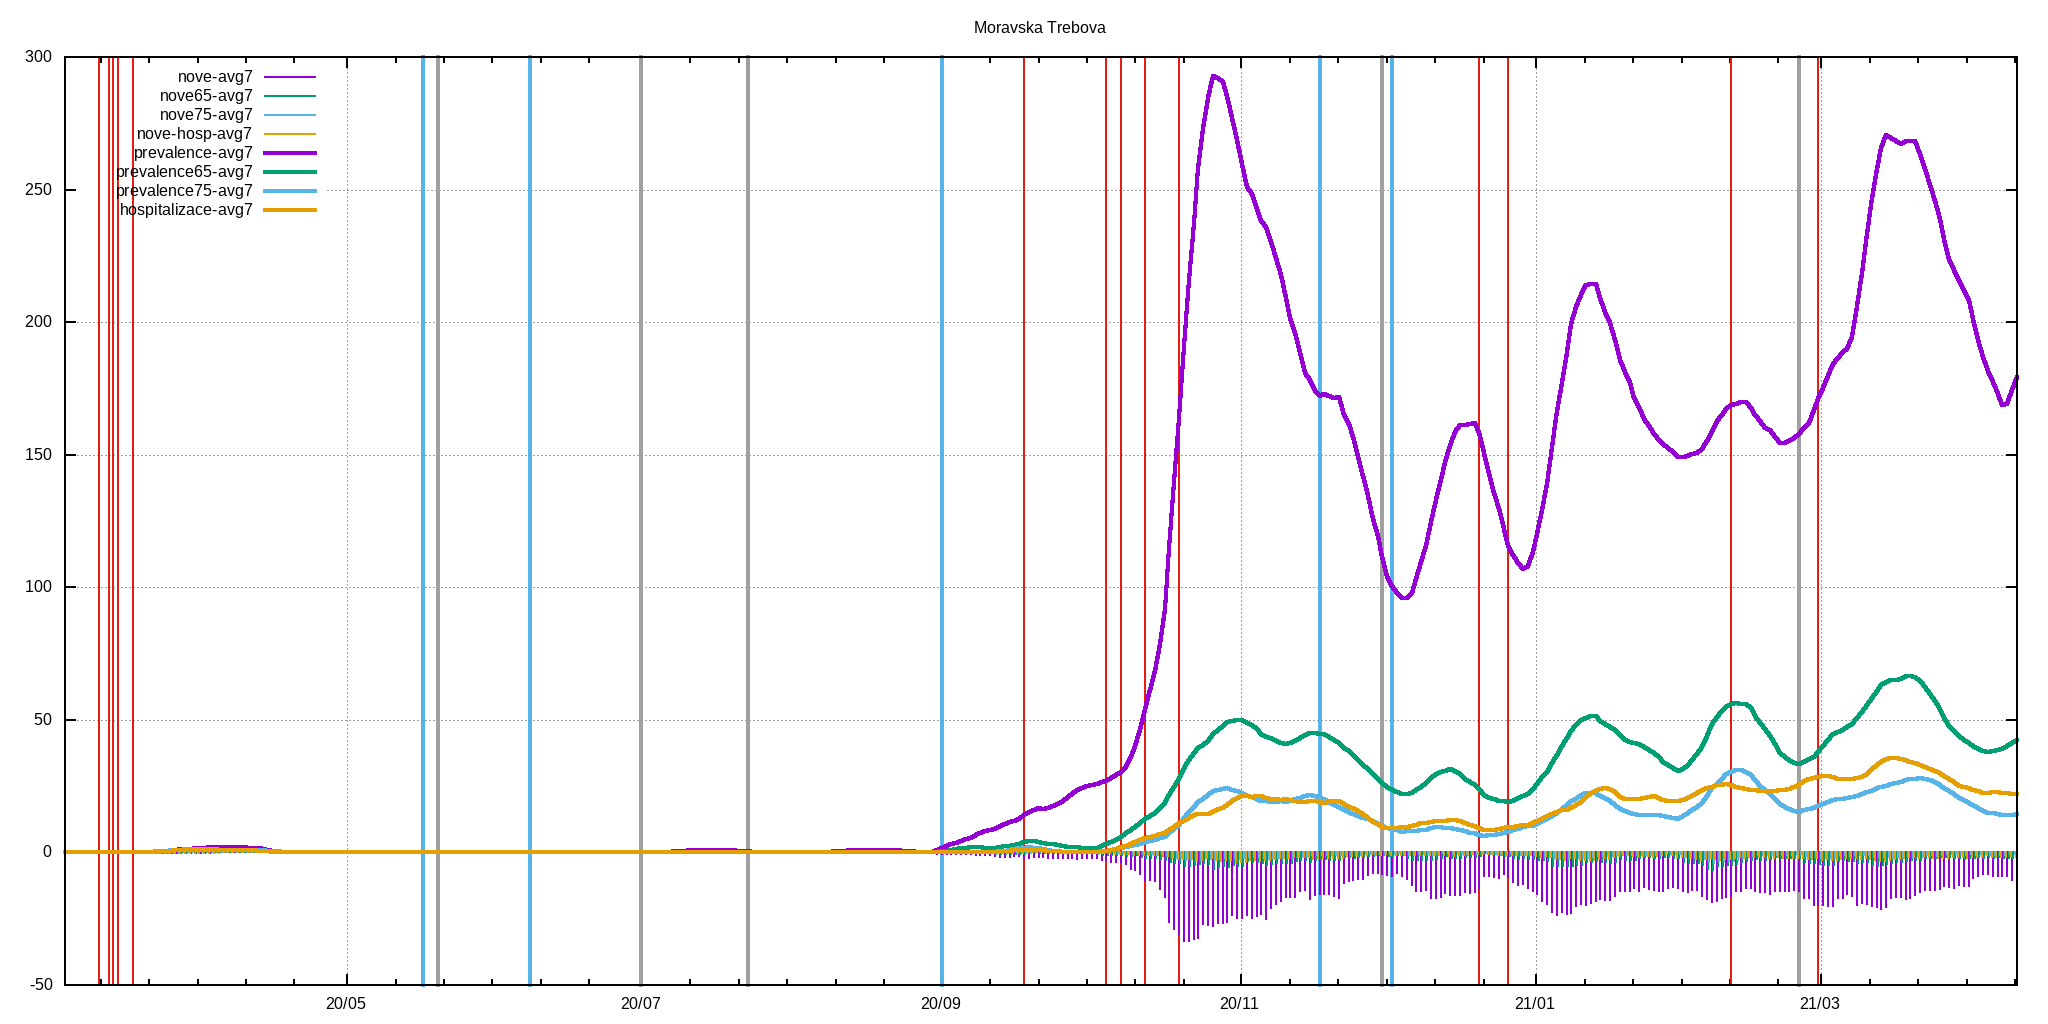 Moravska Trebova
300
250
200
150
100
50
0
-50
nove-avg7
nove65-avg7
nove75-avg7
nove-hosp-avg7
prevalence-avg7
prevalence65-avg7
prevalence75-avg7
hospitalizace-avg7
20/05 20/07 20/09 20/11 21/01 21/03